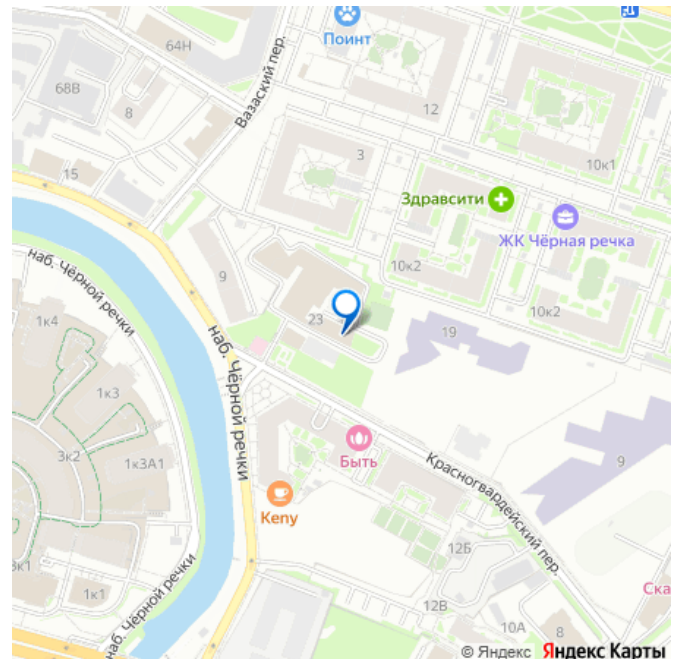 64Н
Поинт
68В
8
Вазаский пер.
12
15
3
10к1
Здравсити
ЖК Чёрная речка
наб. Чёрной речки
9
10к2
10к2
1к4
23
19
наб. Чёрной речки
1к3
3к2
1к3А1
Быть
Красногвардейский пер.
9
Keny
12Б
3к1
1к1
наб. Чёрной речки
12В
10А
8
Ска
© Яндекс Яндекс Карты